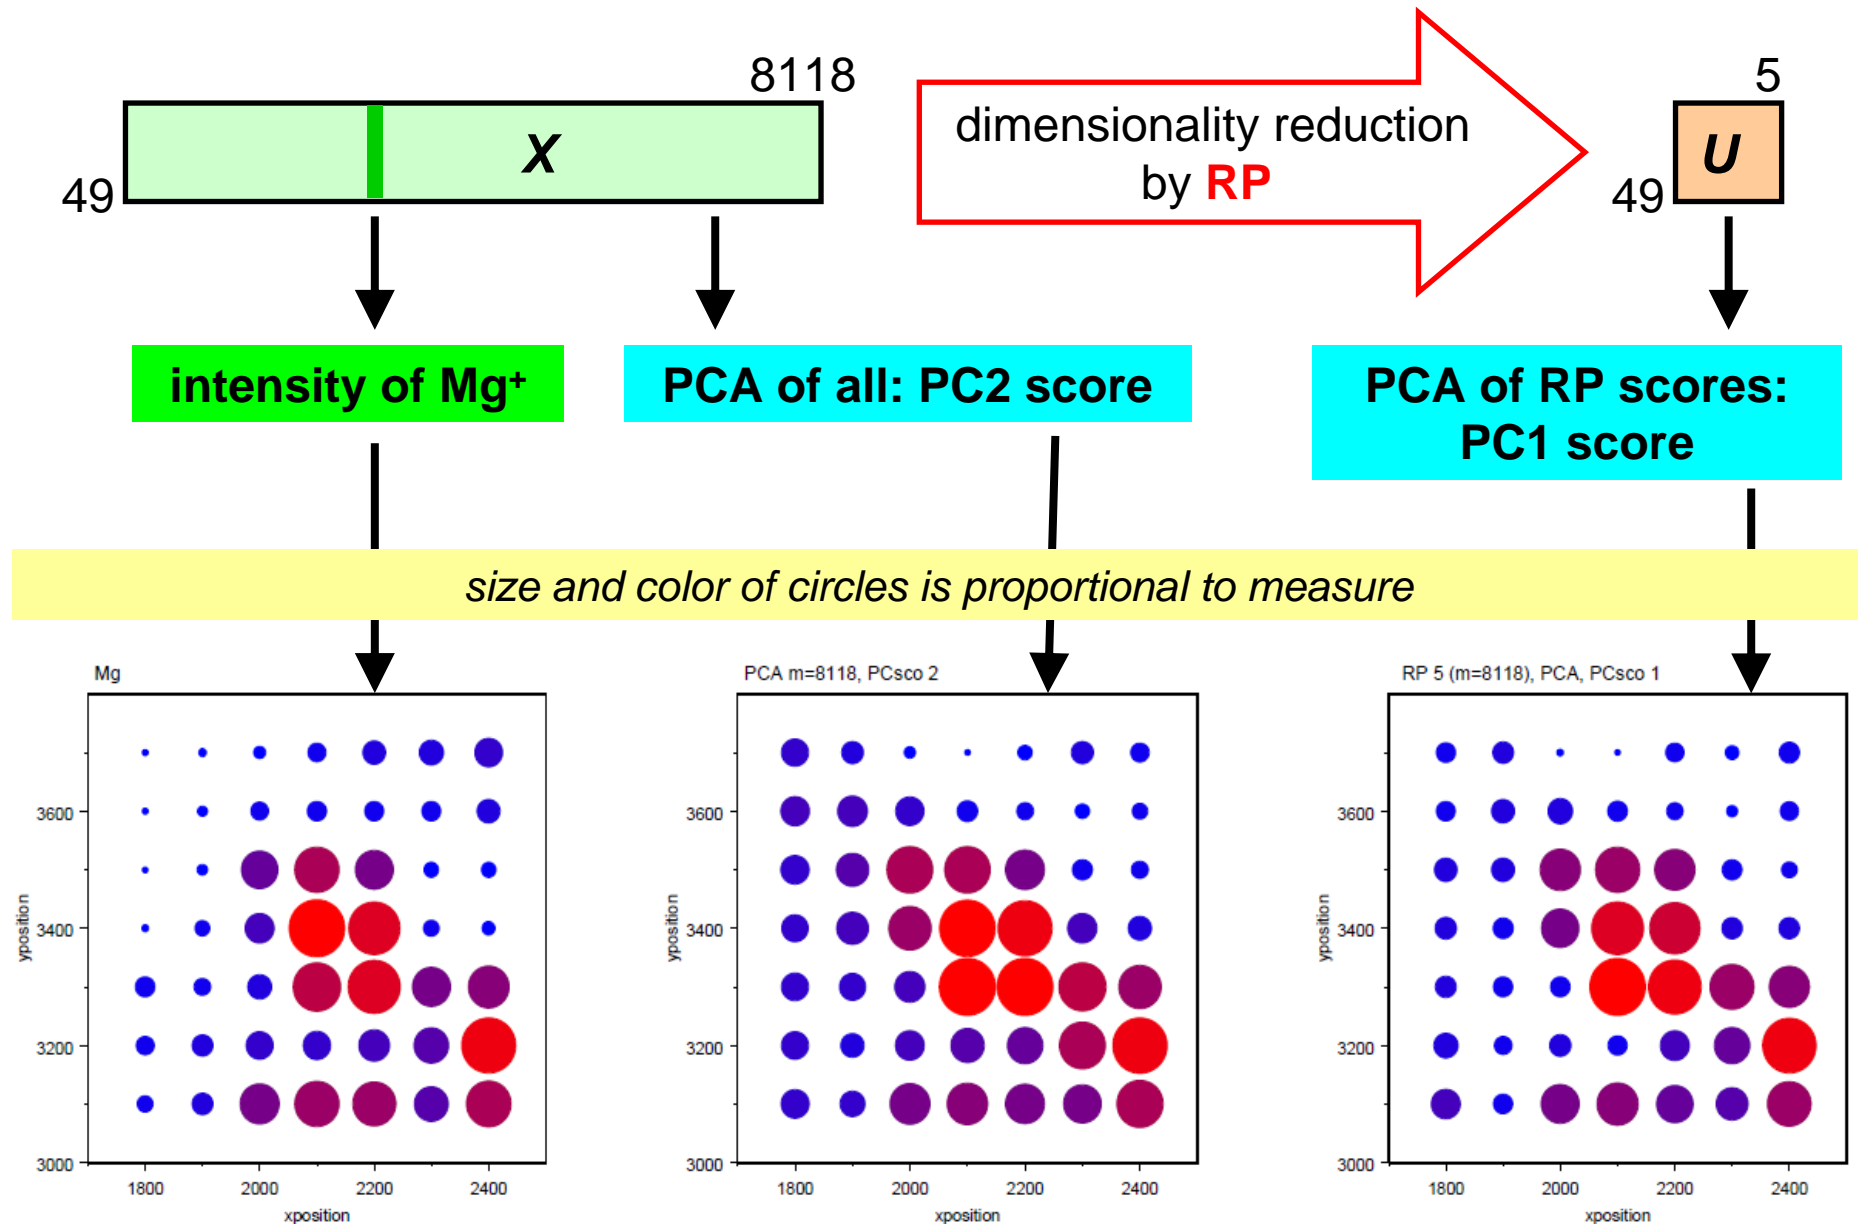 8118
X
49
dimensionality reduction
by RP
5
U
49
intensity of Mg⁺
PCA of all: PC2 score
PCA of RP scores:
PC1 score
size and color of circles is proportional to measure
Mg
3600
3400
3200
3000
yposition
1800 2000 2200 2400
xposition
PCA m=8118, PCsco 2
3600
3400
3200
3000
yposition
1800 2000 2200 2400
xposition
RP 5 (m=8118), PCA, PCsco 1
3600
3400
3200
3000
yposition
1800 2000 2200 2400
xposition